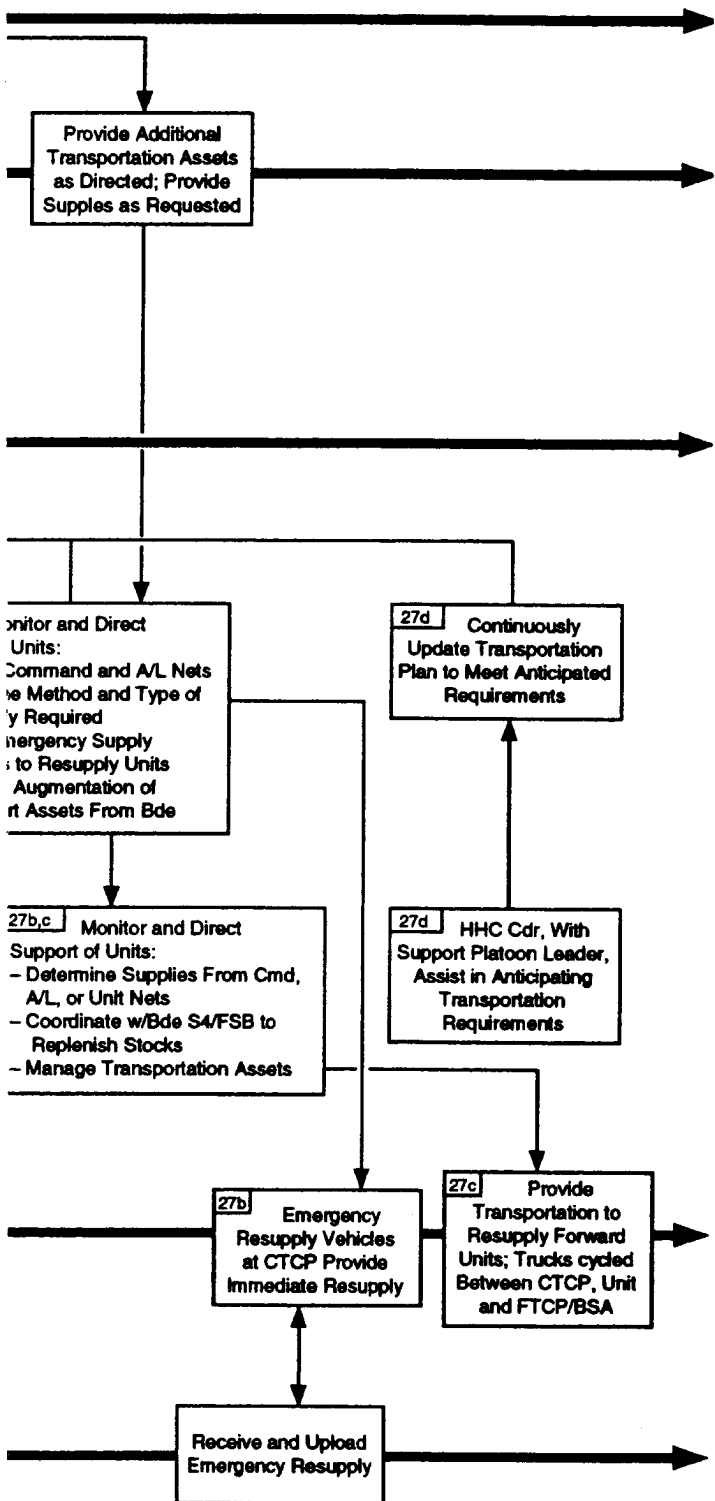 Provide Additional
Transportation Assets
as Directed; Provide
Supples as Requested
onitor and Direct
Units:
Command and A/L Nets
e Method and Type of
y Required
mergency Supply
s to Resupply Units
Augmentation of
rt Assets From Bde
27d
Continuously
Update Transportation
Plan to Meet Anticipated
Requirements
27b,c
Monitor and Direct
Support of Units:
– Determine Supplies From Cmd,
A/L, or Unit Nets
– Coordinate w/Bde S4/FSB to
Replenish Stocks
– Manage Transportation Assets
27d
HHC Cdr, With
Support Platoon Leader,
Assist in Anticipating
Transportation
Requirements
27b
Emergency
Resupply Vehicles
at CTCP Provide
Immediate Resupply
27c
Provide
Transportation to
Resupply Forward
Units; Trucks cycled
Between CTCP, Unit
and FTCP/BSA
Receive and Upload
Emergency Resupply